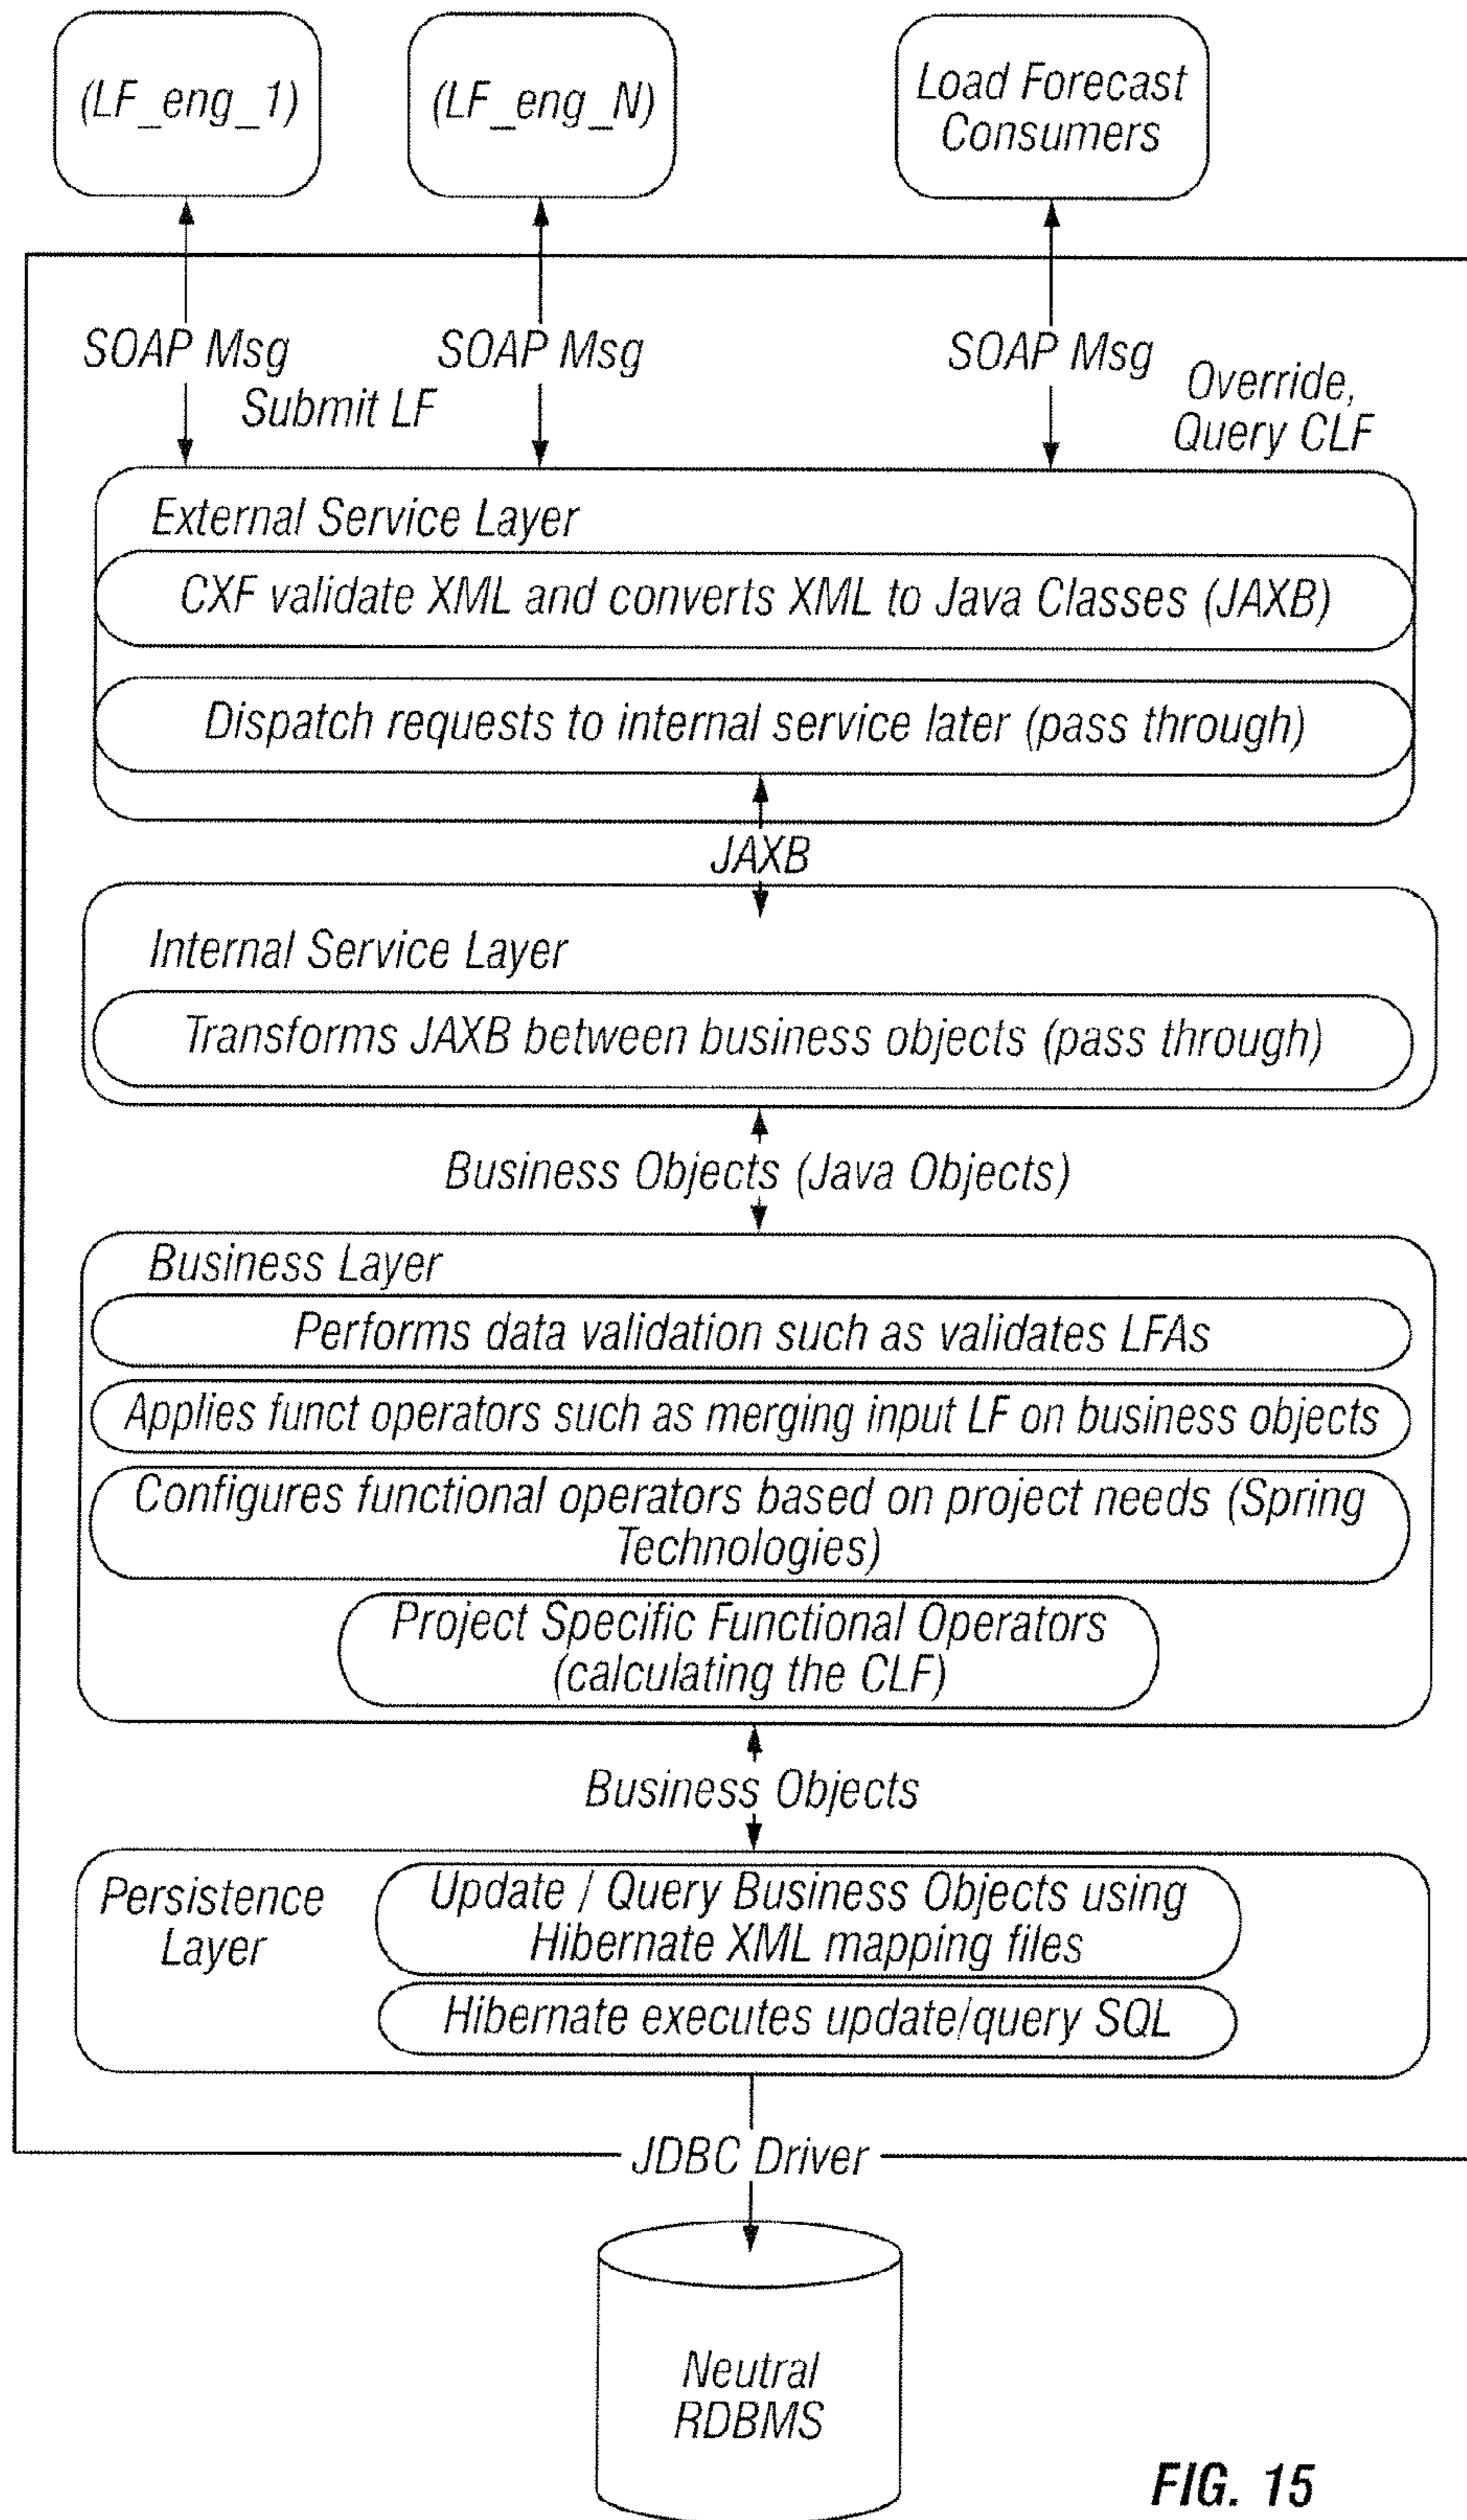 (LF_eng_1)
(LF_eng_N)
Load Forecast
Consumers
SOAP Msg
SOAP Msg
SOAP Msg
Submit LF
Override,
Query CLF
External Service Layer
CXF validate XML and converts XML to Java Classes (JAXB)
Dispatch requests to internal service later (pass through)
JAXB
Internal Service Layer
Transforms JAXB between business objects (pass through)
Business Objects (Java Objects)
Business Layer
Performs data validation such as validates LFAs
Applies funct operators such as merging input LF on business objects
Configures functional operators based on project needs (Spring
Technologies)
Project Specific Functional Operators
(calculating the CLF)
Business Objects
Persistence
Layer
Update / Query Business Objects using
Hibernate XML mapping files
Hibernate executes update/query SQL
JDBC Driver
Neutral
RDBMS
FIG. 15